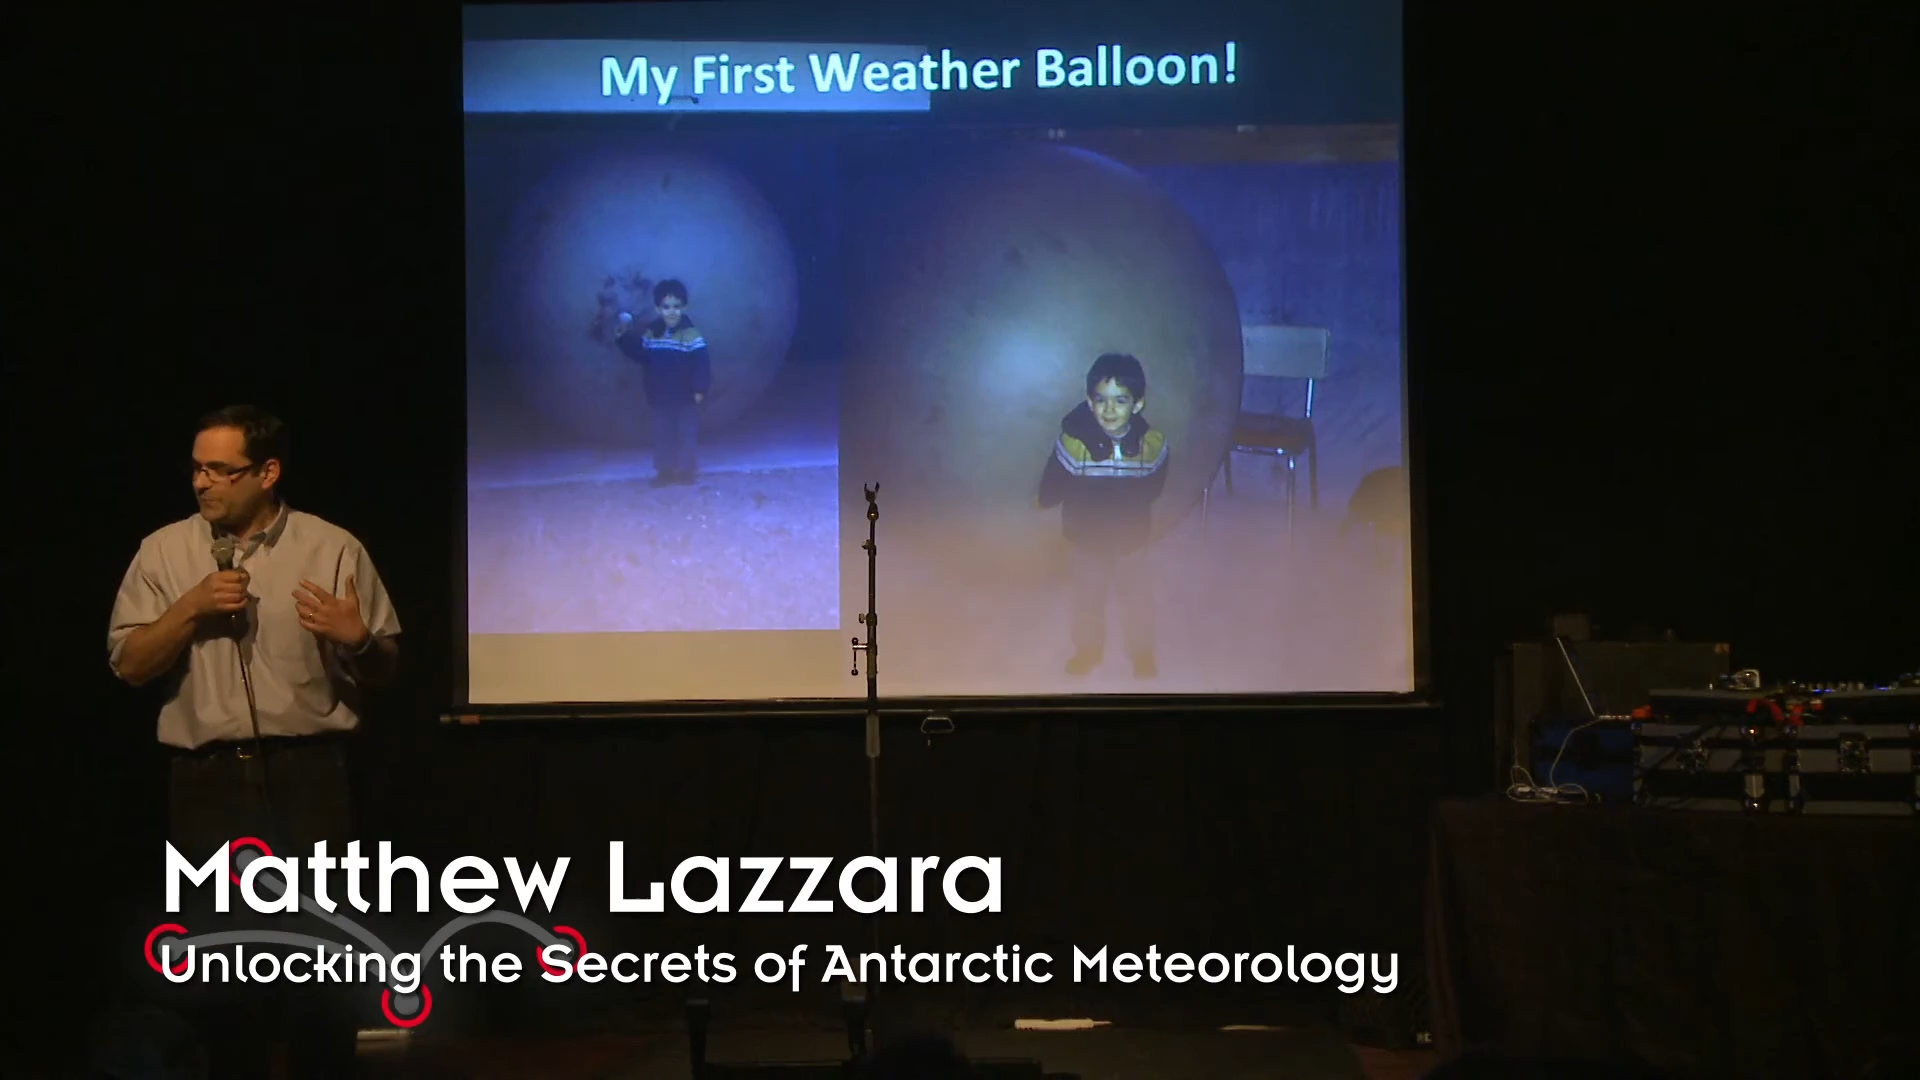 My First Weather Balloon!
Matthew Lazzara
Unlocking the Secrets of Antarctic Meteorology